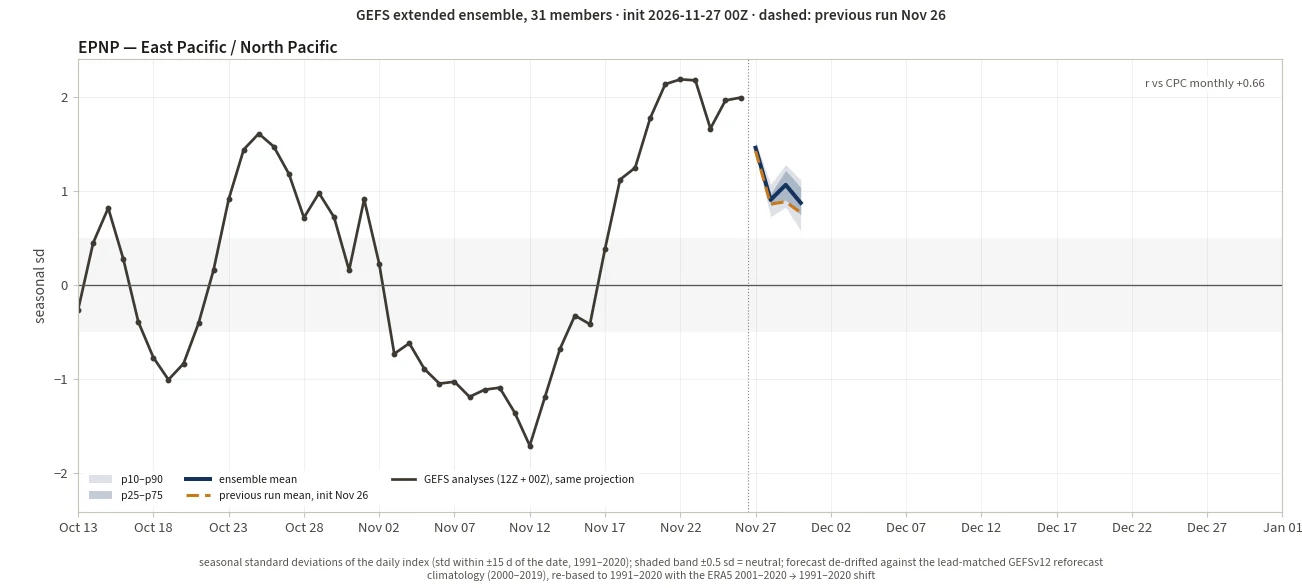 GEFS extended ensemble, 31 members · init 2026-11-27 00Z · dashed: previous run Nov 26
EPNP — East Pacific / North Pacific
r vs CPC monthly +0.66
seasonal sd
2
1
0
−1
−2
p10–p90
ensemble mean
GEFS analyses (12Z + 00Z), same projection
p25–p75
previous run mean, init Nov 26
Oct 13
Oct 18
Oct 23
Oct 28
Nov 02
Nov 07
Nov 12
Nov 17
Nov 22
Nov 27
Dec 02
Dec 07
Dec 12
Dec 17
Dec 22
Dec 27
Jan 01
seasonal standard deviations of the daily index (std within ±15 d of the date, 1991–2020); shaded band ±0.5 sd = neutral; forecast de-drifted against the lead-matched GEFSv12 reforecast
climatology (2000–2019), re-based to 1991–2020 with the ERA5 2001–2020 → 1991–2020 shift